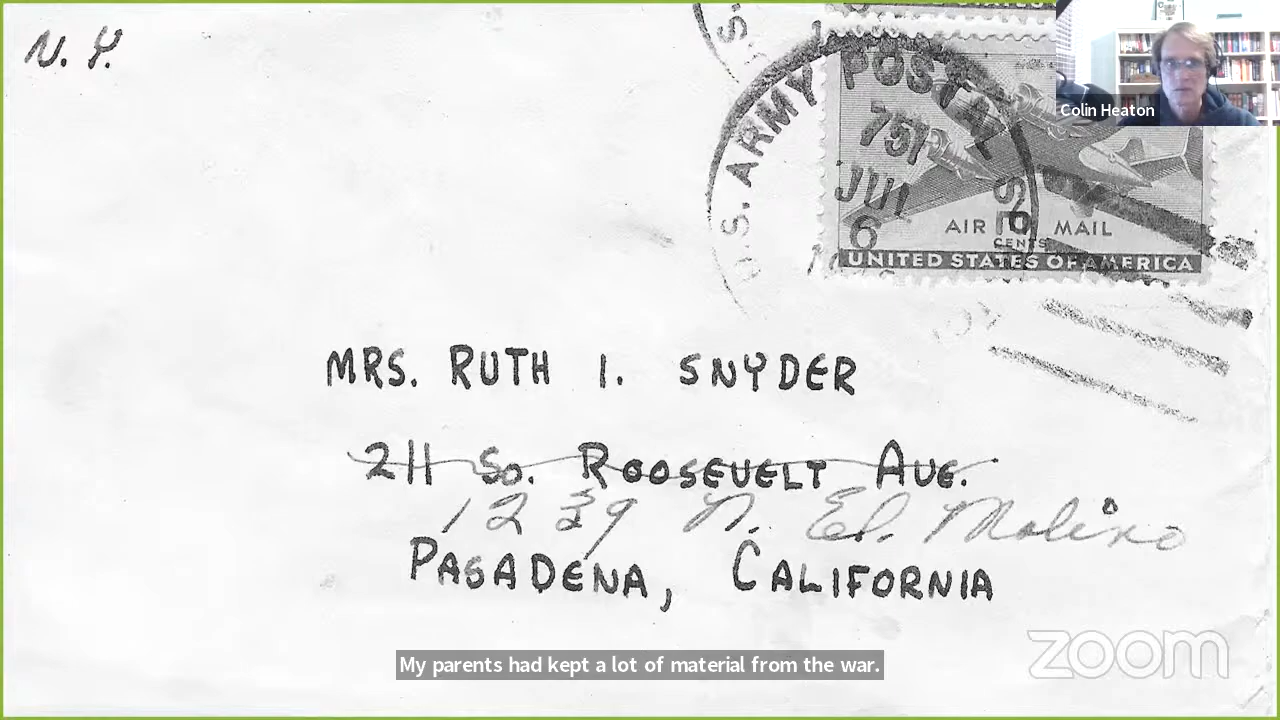 N.Y.
U.S. ARMY POSTAL
751
JUL
6
AIR MAIL
CENTS
UNITED STATES OF AMERICA
Colin Heaton
MRS. RUTH I. SNYDER
211 So. ROOSEVELT AVE.
1239 N. El. Molino
PASADENA, CALIFORNIA
My parents had kept a lot of material from the war.
zoom